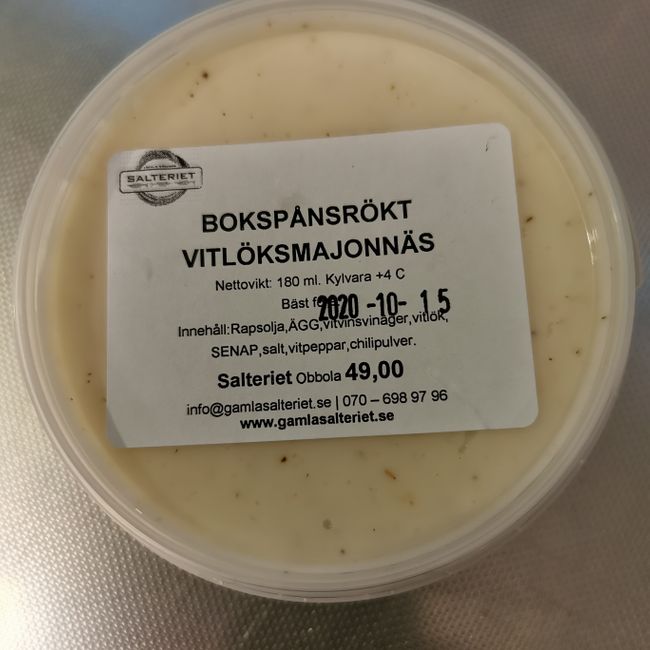 SALTERIET
BOKSPÅNSRÖKT
VITLÖKSMAJONNÄS
Nettovikt: 180 ml. Kylvara +4 C
Bäst före 2020 -10- 15
Innehåll:Rapsolja,ÄGG,vitvinsvinäger,vitlök,
SENAP,salt,vitpeppar,chilipulver.
Salteriet Obbola 49,00
info@gamlasalteriet.se | 070 – 698 97 96
www.gamlasalteriet.se